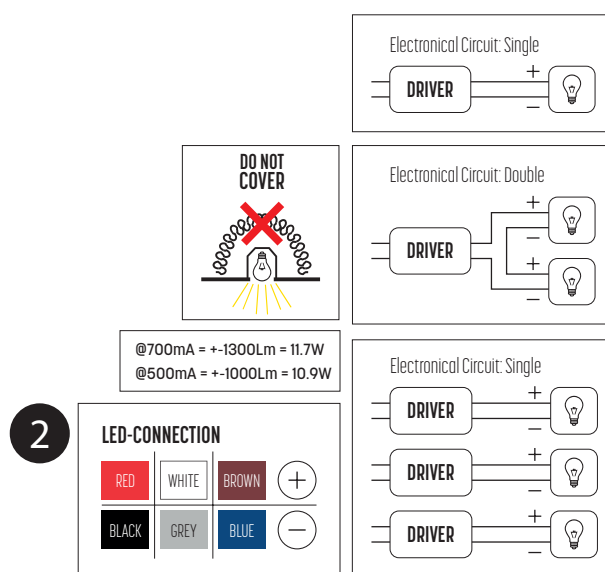 Electronical Circuit: Single
DRIVER
+
–
DO NOT
COVER
Electronical Circuit: Double
DRIVER
+
–
+
–
@700mA = +-1300Lm = 11.7W
@500mA = +-1000Lm = 10.9W
2
LED-CONNECTION
RED WHITE BROWN +
BLACK GREY BLUE –
Electronical Circuit: Single
DRIVER
+
–
DRIVER
+
–
DRIVER
+
–